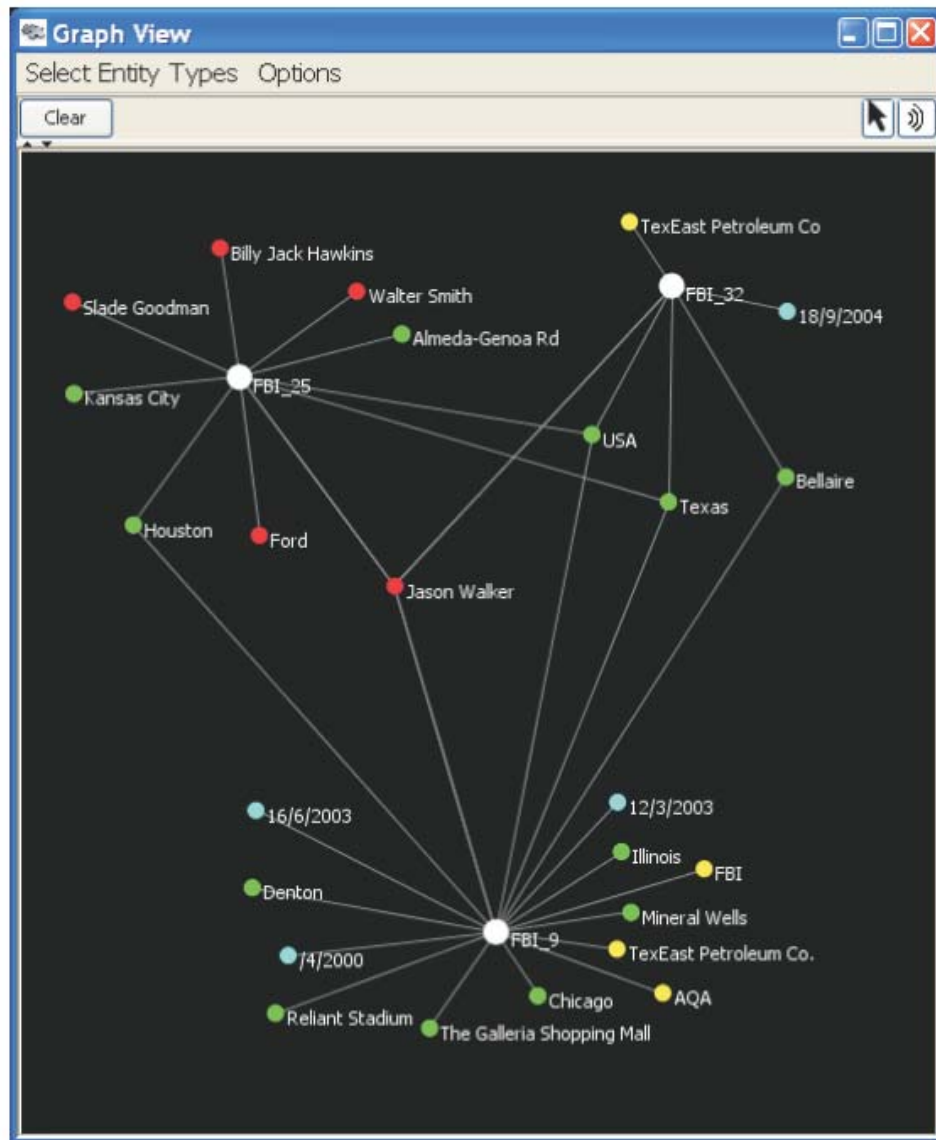 Graph View
Select Entity Types Options
Clear
TexEast Petroleum Co
Billy Jack Hawkins
Slade Goodman
Walter Smith
FBI_32
18/9/2004
Almeda-Genoa Rd
FBI_25
Kansas City
USA
Bellaire
Texas
Houston
Ford
Jason Walker
16/6/2003
12/3/2003
Illinois
FBI
Denton
Mineral Wells
FBI_9
TexEast Petroleum Co.
/4/2000
AQA
Chicago
Reliant Stadium
The Galleria Shopping Mall